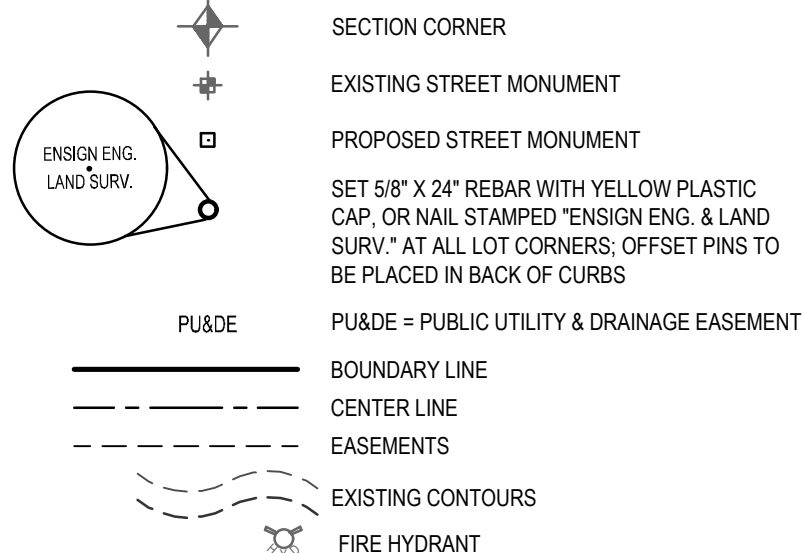 SECTION CORNER
EXISTING STREET MONUMENT
PROPOSED STREET MONUMENT
ENSIGN ENG.
LAND SURV.
SET 5/8" X 24" REBAR WITH YELLOW PLASTIC
CAP, OR NAIL STAMPED "ENSIGN ENG. & LAND
SURV." AT ALL LOT CORNERS; OFFSET PINS TO
BE PLACED IN BACK OF CURBS
PU&DE PU&DE = PUBLIC UTILITY & DRAINAGE EASEMENT
BOUNDARY LINE
CENTER LINE
EASEMENTS
EXISTING CONTOURS
FIRE HYDRANT